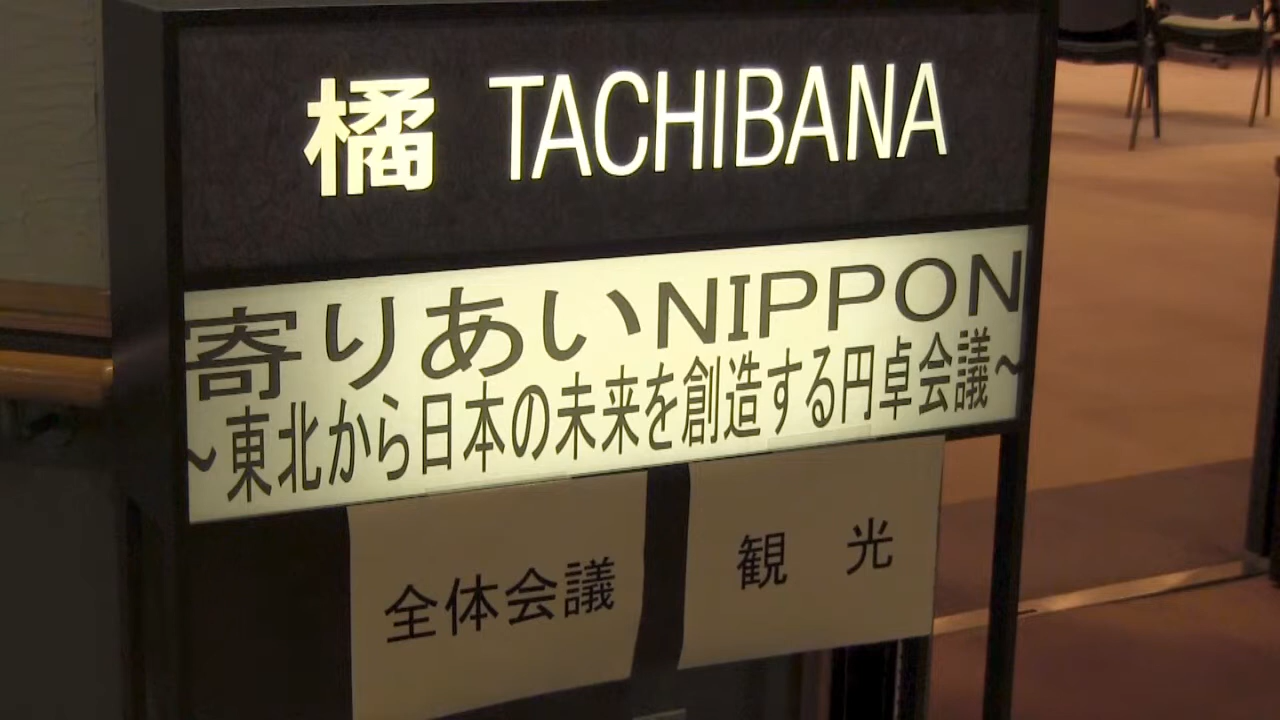 橘 TACHIBANA
寄りあいNIPPON
～東北から日本の未来を創造する円卓会議～
全体会議
観 光